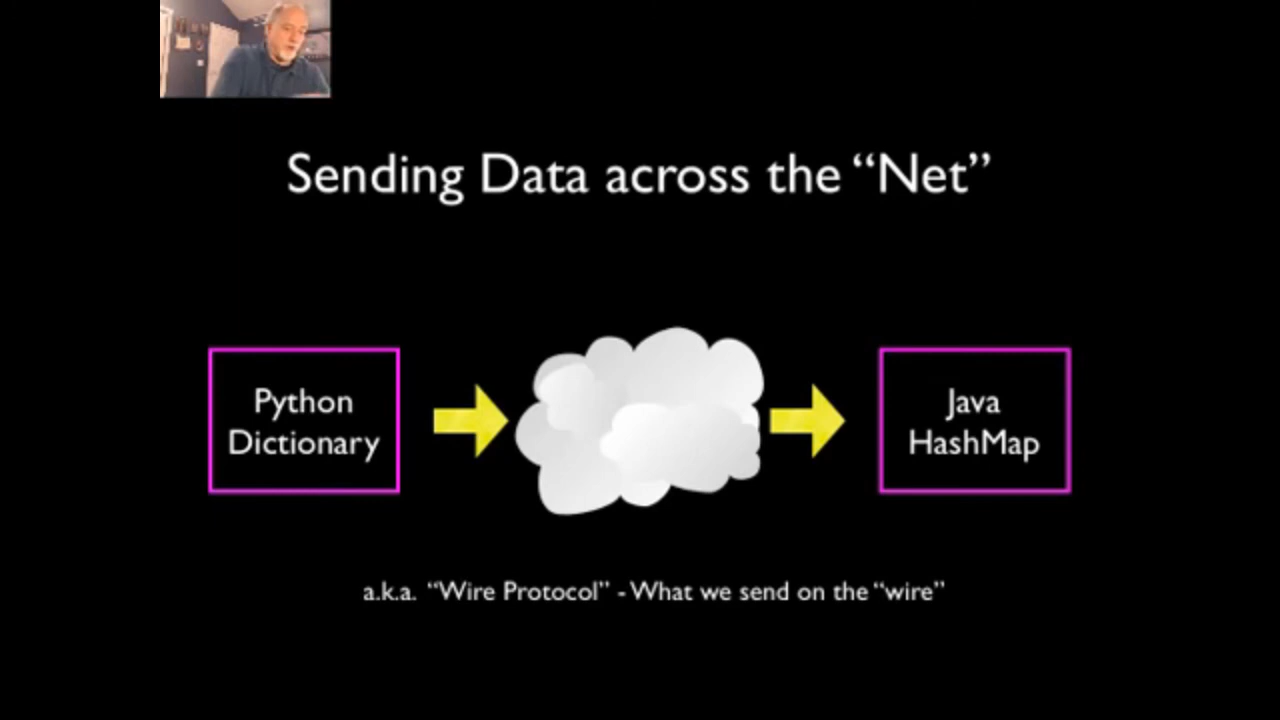 Sending Data across the “Net”
Python
Dictionary
Java
HashMap
a.k.a. “Wire Protocol” - What we send on the “wire”